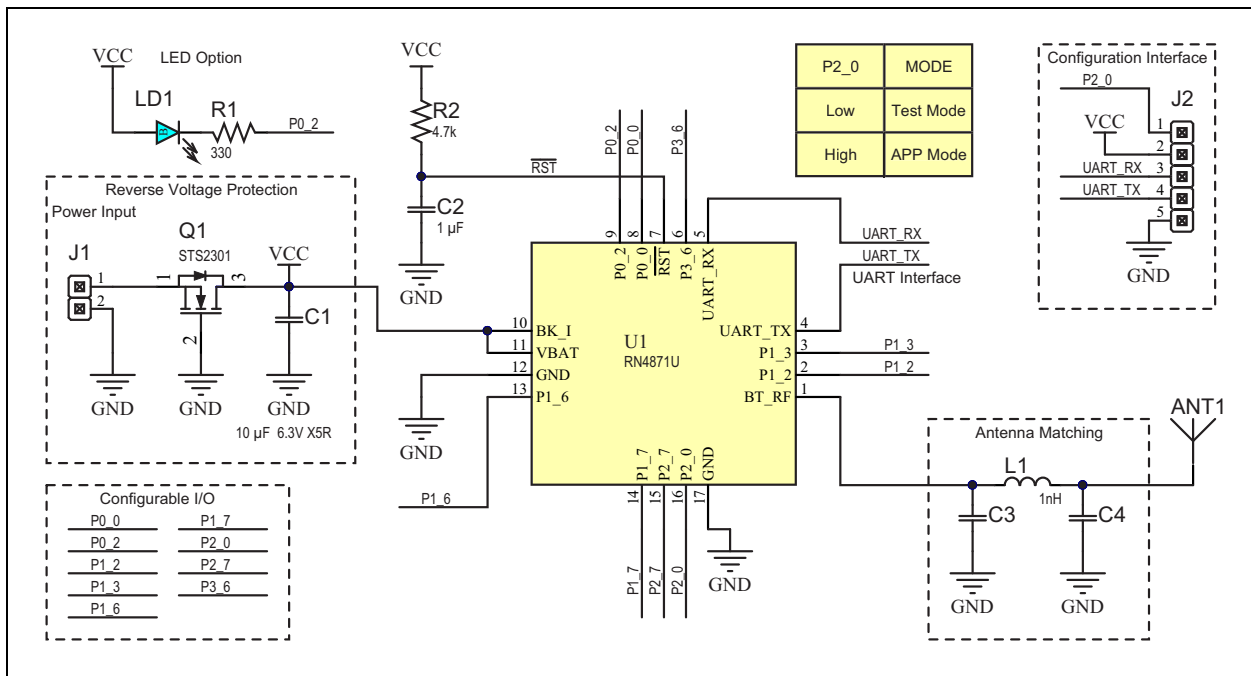 VCC
LED Option
LD1
B
R1
330
P0_2
VCC
R2
4.7k
RST
C2
1 µF
GND
P2_0 MODE
Low Test Mode
High APP Mode
Configuration Interface
P2_0
J2
VCC
1
2
UART_RX
3
UART_TX
4
5
GND
Reverse Voltage Protection
Power Input
J1
1
2
Q1
STS2301
1
3
2
VCC
C1
GND
GND
GND
10 µF 6.3V X5R
P0_2
P0_0
P3_6
9
8
7
6
5
P0_2
P0_0
RST
P3_6
UART_RX
UART_RX
UART_TX
UART Interface
U1
RN4871U
10 BK_I
11 VBAT
12 GND
13 P1_6
UART_TX 4
P1_3 3
P1_3
P1_2 2
P1_2
BT_RF 1
GND
P1_6
P1_7
P2_7
P2_0
GND
14
15
16
17
P1_7
P2_7
P2_0
GND
ANT1
Antenna Matching
L1
1nH
C3
C4
GND
GND
Configurable I/O
P0_0 P1_7
P0_2 P2_0
P1_2 P2_7
P1_3 P3_6
P1_6